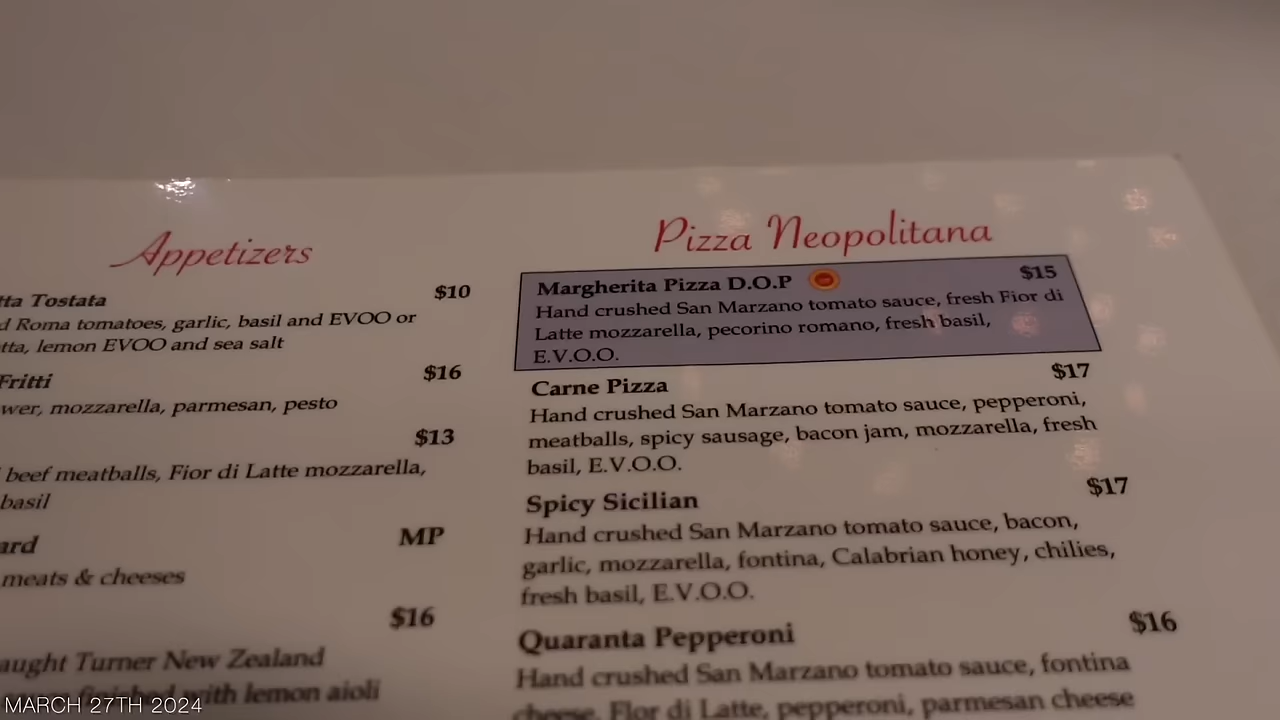 Appetizers
tta Tostata $10
d Roma tomatoes, garlic, basil and EVOO or
tta, lemon EVOO and sea salt
Fritti $16
wer, mozzarella, parmesan, pesto
$13
beef meatballs, Fior di Latte mozzarella,
basil
ard MP
meats & cheeses
$16
aught Turner New Zealand
with lemon aioli
Pizza Neopolitana
Margherita Pizza D.O.P $15
Hand crushed San Marzano tomato sauce, fresh Fior di
Latte mozzarella, pecorino romano, fresh basil,
E.V.O.O.
Carne Pizza $17
Hand crushed San Marzano tomato sauce, pepperoni,
meatballs, spicy sausage, bacon jam, mozzarella, fresh
basil, E.V.O.O.
Spicy Sicilian $17
Hand crushed San Marzano tomato sauce, bacon,
garlic, mozzarella, fontina, Calabrian honey, chilies,
fresh basil, E.V.O.O.
Quaranta Pepperoni $16
Hand crushed San Marzano tomato sauce, fontina
cheese, Fior di Latte, pepperoni, parmesan cheese
MARCH 27TH 2024